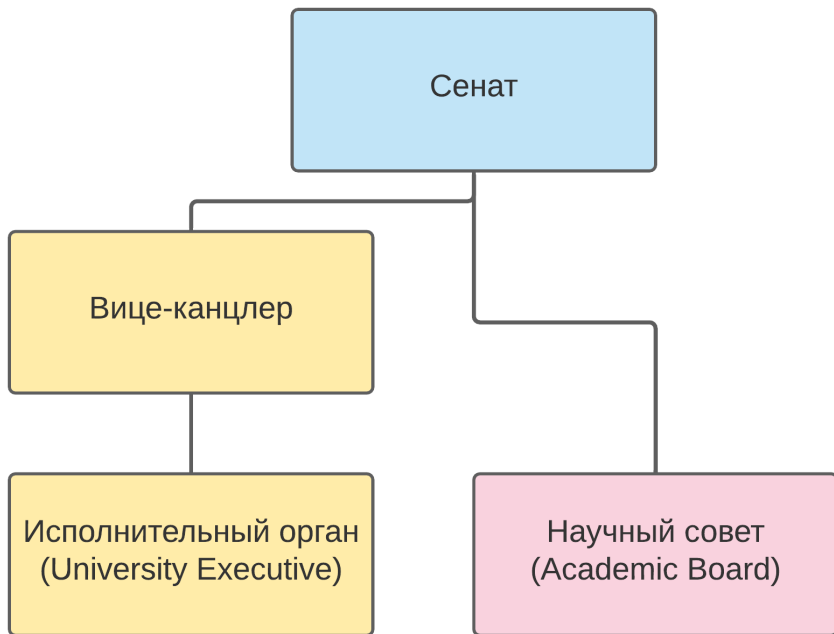 Сенат
Вице-канцлер
Исполнительный орган
(University Executive)
Научный совет
(Academic Board)